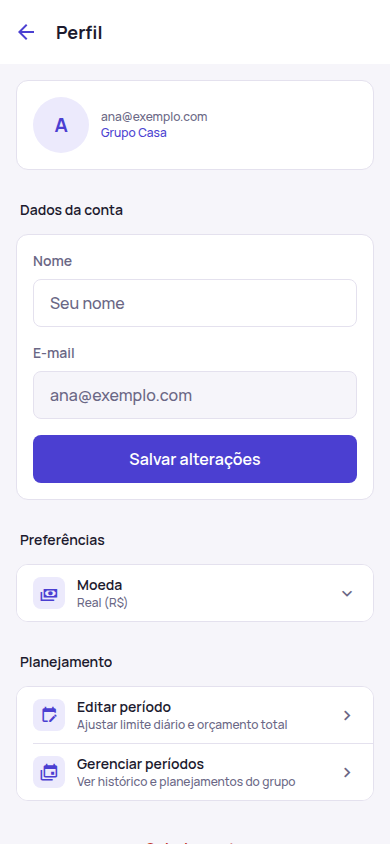 Perfil
A
ana@exemplo.com
Grupo Casa
Dados da conta
Nome
Seu nome
E-mail
ana@exemplo.com
Salvar alterações
Preferências
Moeda
Real (R$)
Planejamento
Editar período
Ajustar limite diário e orçamento total
Gerenciar períodos
Ver histórico e planejamentos do grupo